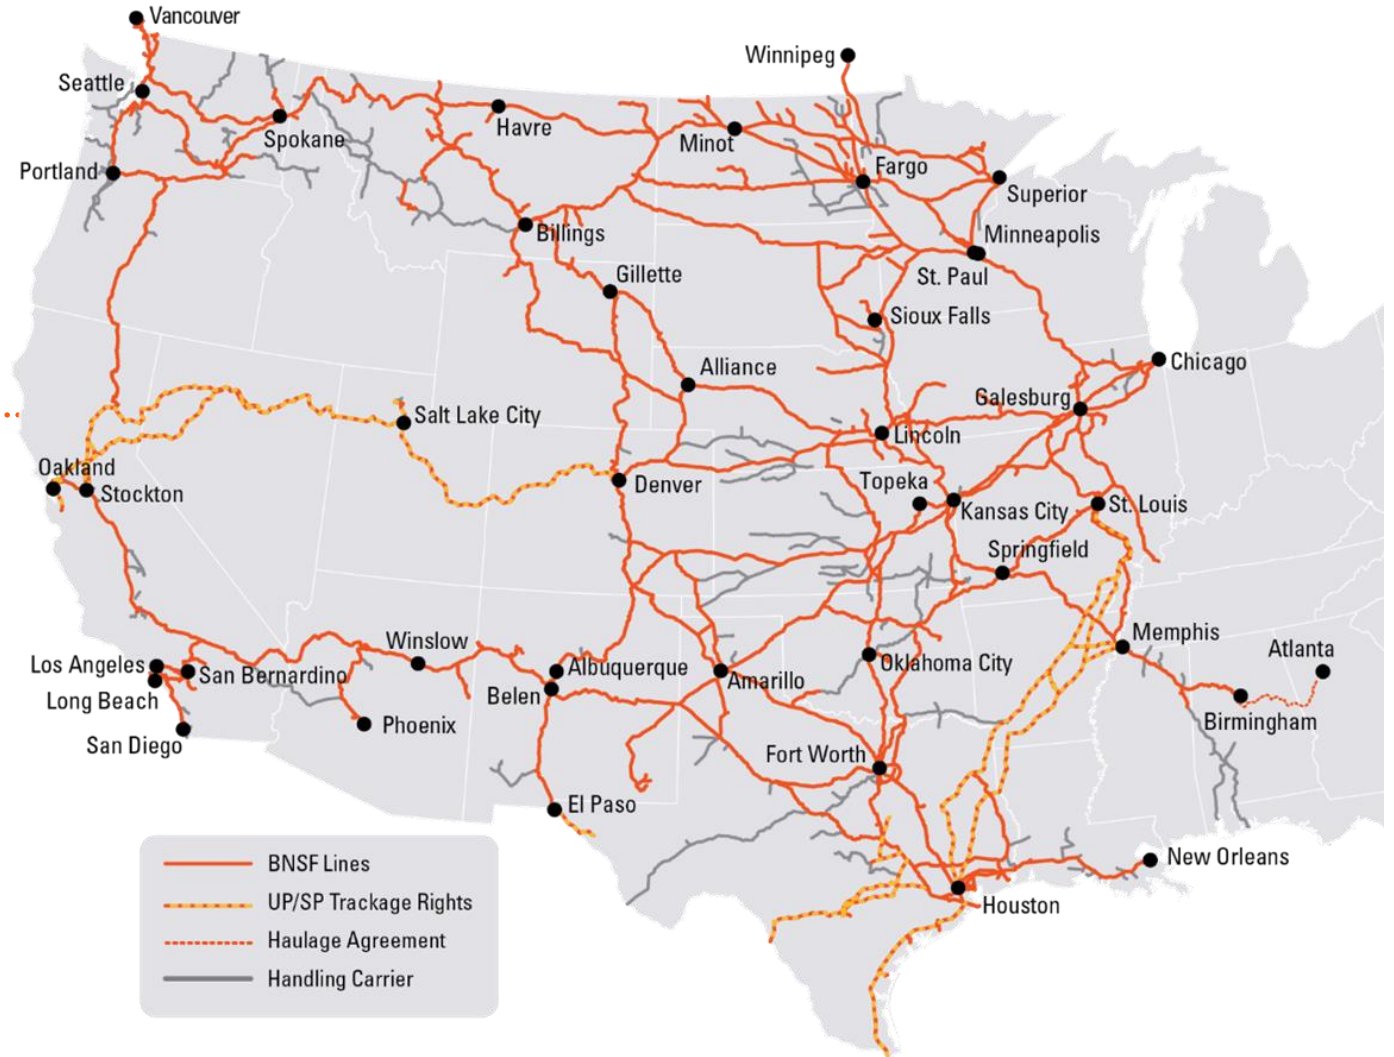 Vancouver
Winnipeg
Seattle
Spokane
Havre
Minot
Fargo
Portland
Superior
Billings
Minneapolis
St. Paul
Gillette
Sioux Falls
Alliance
Chicago
Galesburg
Salt Lake City
Lincoln
Oakland
Stockton
Denver
Topeka
Kansas City
St. Louis
Springfield
Winslow
Memphis
Atlanta
Los Angeles
San Bernardino
Albuquerque
Oklahoma City
Long Beach
Belen
Amarillo
Phoenix
Birmingham
San Diego
Fort Worth
El Paso
New Orleans
Houston
BNSF Lines
UP/SP Trackage Rights
Haulage Agreement
Handling Carrier